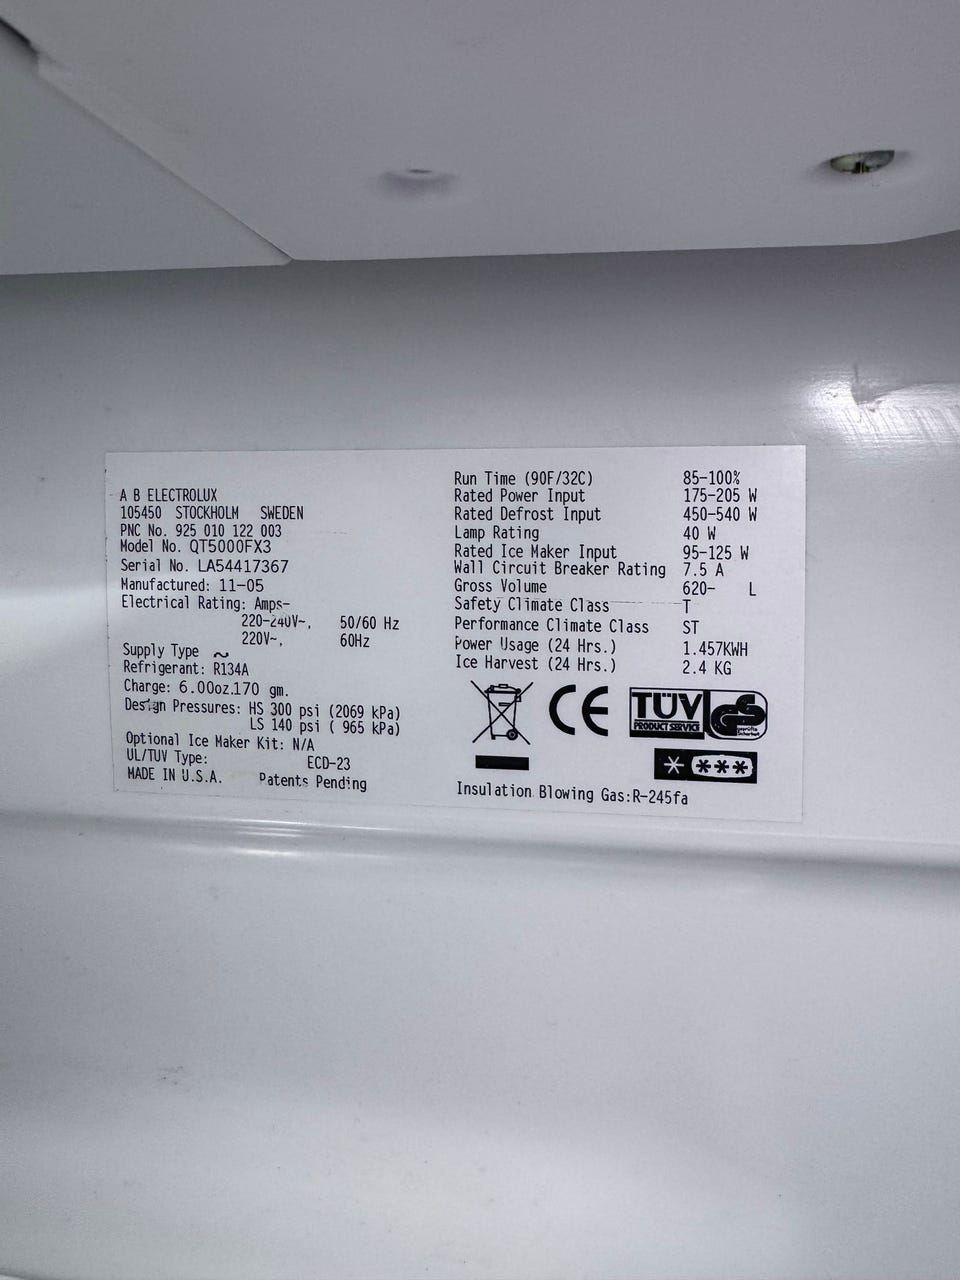 A B ELECTROLUX
105450 STOCKHOLM SWEDEN
PNC No. 925 010 122 003
Model No. QT5000FX3
Serial No. LA54417367
Manufactured: 11-05
Electrical Rating: Amps-
220-240V~, 50/60 Hz
220V~, 60Hz
Supply Type ~
Refrigerant: R134A
Charge: 6.00oz.170 gm.
Design Pressures: HS 300 psi (2069 kPa)
LS 140 psi ( 965 kPa)
Optional Ice Maker Kit: N/A
UL/TUV Type: ECD-23
MADE IN U.S.A. Patents Pending
Run Time (90F/32C) 85-100%
Rated Power Input 175-205 W
Rated Defrost Input 450-540 W
Lamp Rating 40 W
Rated Ice Maker Input 95-125 W
Wall Circuit Breaker Rating 7.5 A
Gross Volume 620- L
Safety Climate Class T
Performance Climate Class ST
Power Usage (24 Hrs.) 1.457KWH
Ice Harvest (24 Hrs.) 2.4 KG
CE
TÜV
PRODUCT SERVICE
GS
* ***
Insulation Blowing Gas:R-245fa